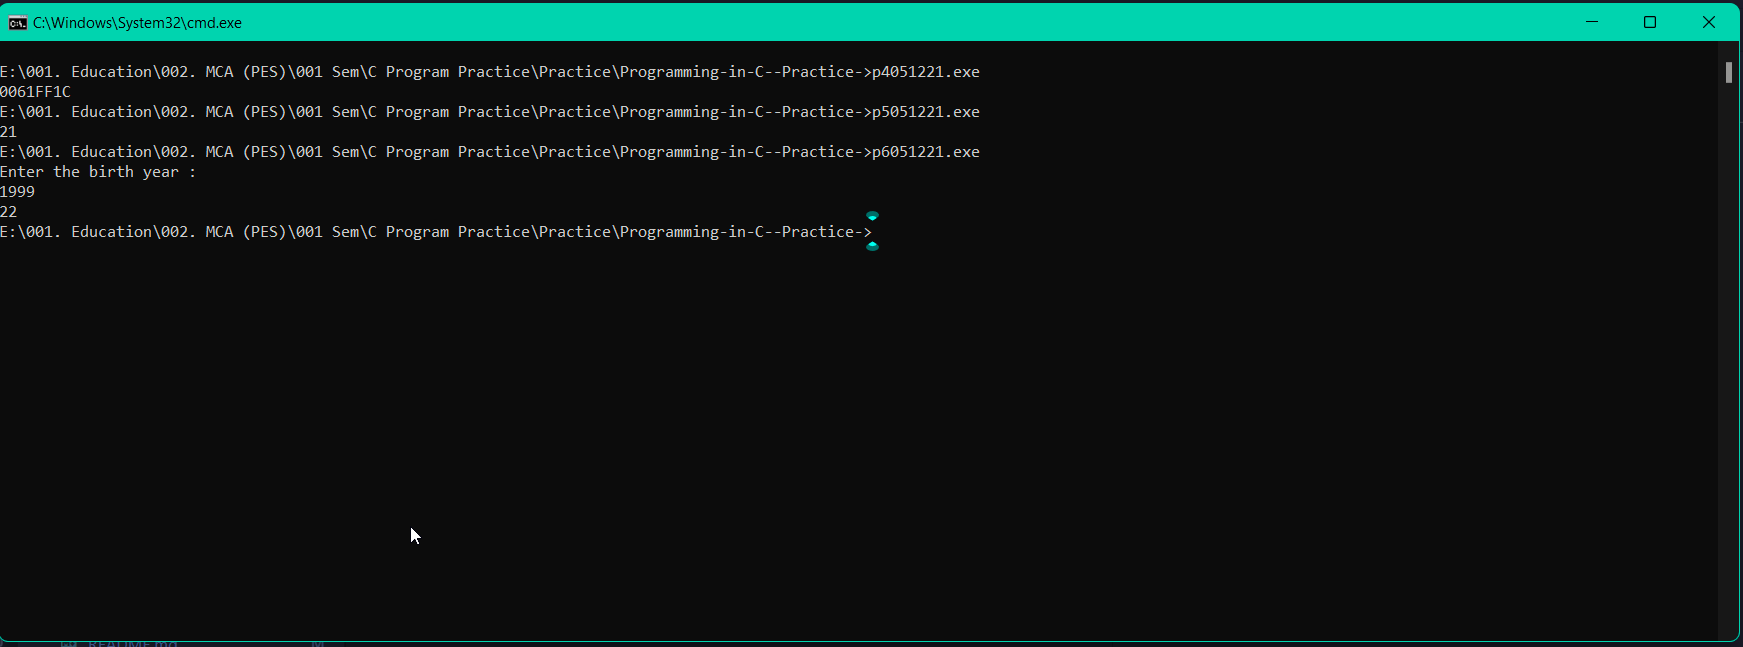 C:\Windows\System32\cmd.exe
E:\001. Education\002. MCA (PES)\001 Sem\C Program Practice\Practice\Programming-in-C--Practice->p4051221.exe
0061FF1C
E:\001. Education\002. MCA (PES)\001 Sem\C Program Practice\Practice\Programming-in-C--Practice->p5051221.exe
21
E:\001. Education\002. MCA (PES)\001 Sem\C Program Practice\Practice\Programming-in-C--Practice->p6051221.exe
Enter the birth year :
1999
22
E:\001. Education\002. MCA (PES)\001 Sem\C Program Practice\Practice\Programming-in-C--Practice->
README.md